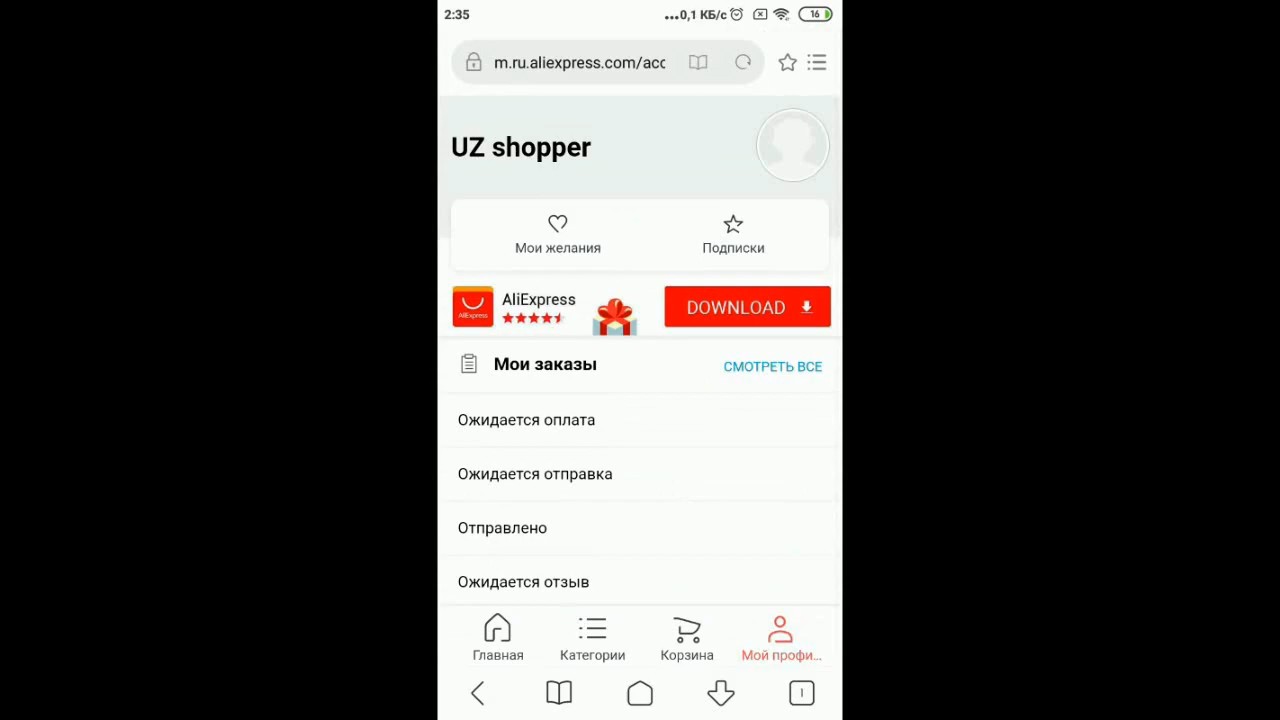 2:35
...0,1 КБ/с
16
m.ru.aliexpress.com/acc
UZ shopper
Мои желания
Подписки
AliExpress
AliExpress
DOWNLOAD
Мои заказы
СМОТРЕТЬ ВСЕ
Ожидается оплата
Ожидается отправка
Отправлено
Ожидается отзыв
Главная
Категории
Корзина
Мой профи...